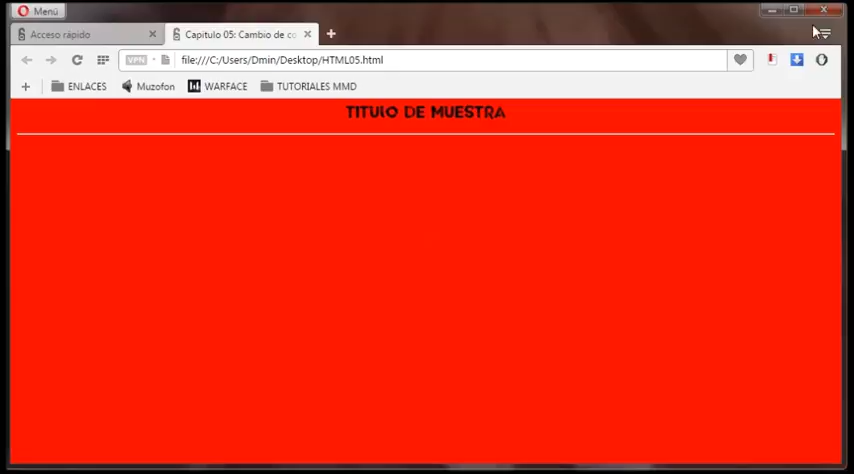 Menú
Acceso rápido
Capitulo 05: Cambio de co
VPN
file:///C:/Users/Dmin/Desktop/HTML05.html
ENLACES
Muzofon
WARFACE
TUTORIALES MMD
TITULO DE MUESTRA